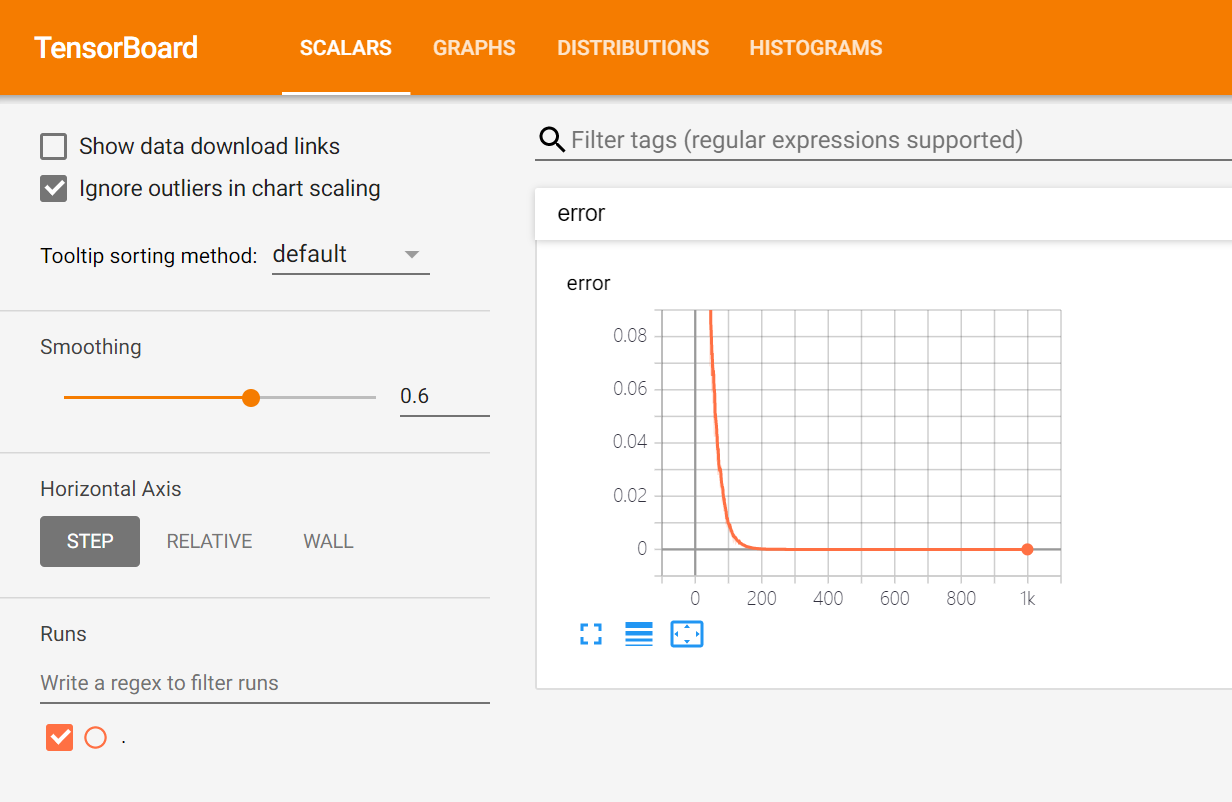 TensorBoard SCALARS GRAPHS DISTRIBUTIONS HISTOGRAMS
Show data download links
Ignore outliers in chart scaling
Tooltip sorting method: default
Smoothing
0.6
Horizontal Axis
STEP RELATIVE WALL
Runs
Write a regex to filter runs
.
Filter tags (regular expressions supported)
error
error
0.08
0.06
0.04
0.02
0
0 200 400 600 800 1k